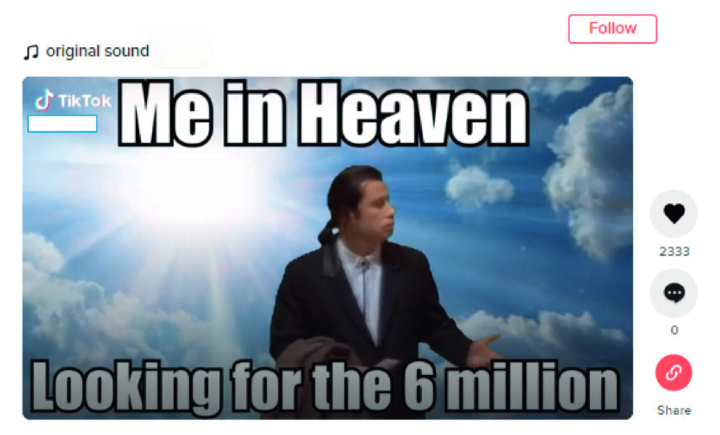 Follow
original sound
TikTok
Me in Heaven
2333
0
Looking for the 6 million
Share